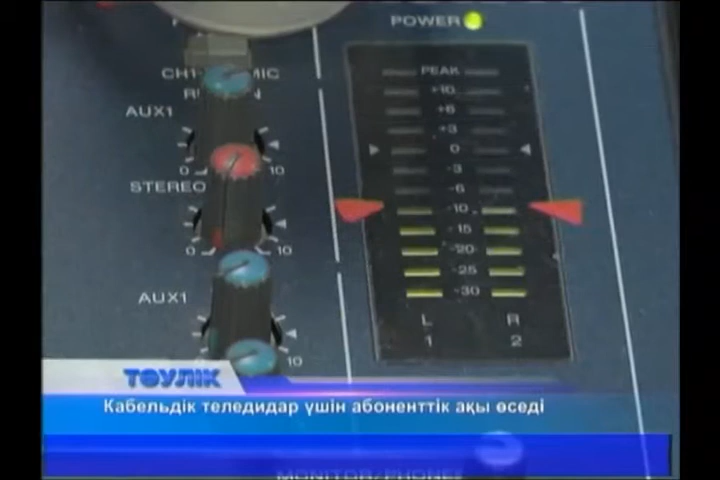 POWER
PEAK
+10
+6
+3
0
-3
-6
-10
-15
-20
-25
-30
L R
1 2
AUX1
0 10
STEREO
0 10
AUX1
10
ТӘУЛІК
Кабельдік теледидар үшін абоненттік ақы өседі